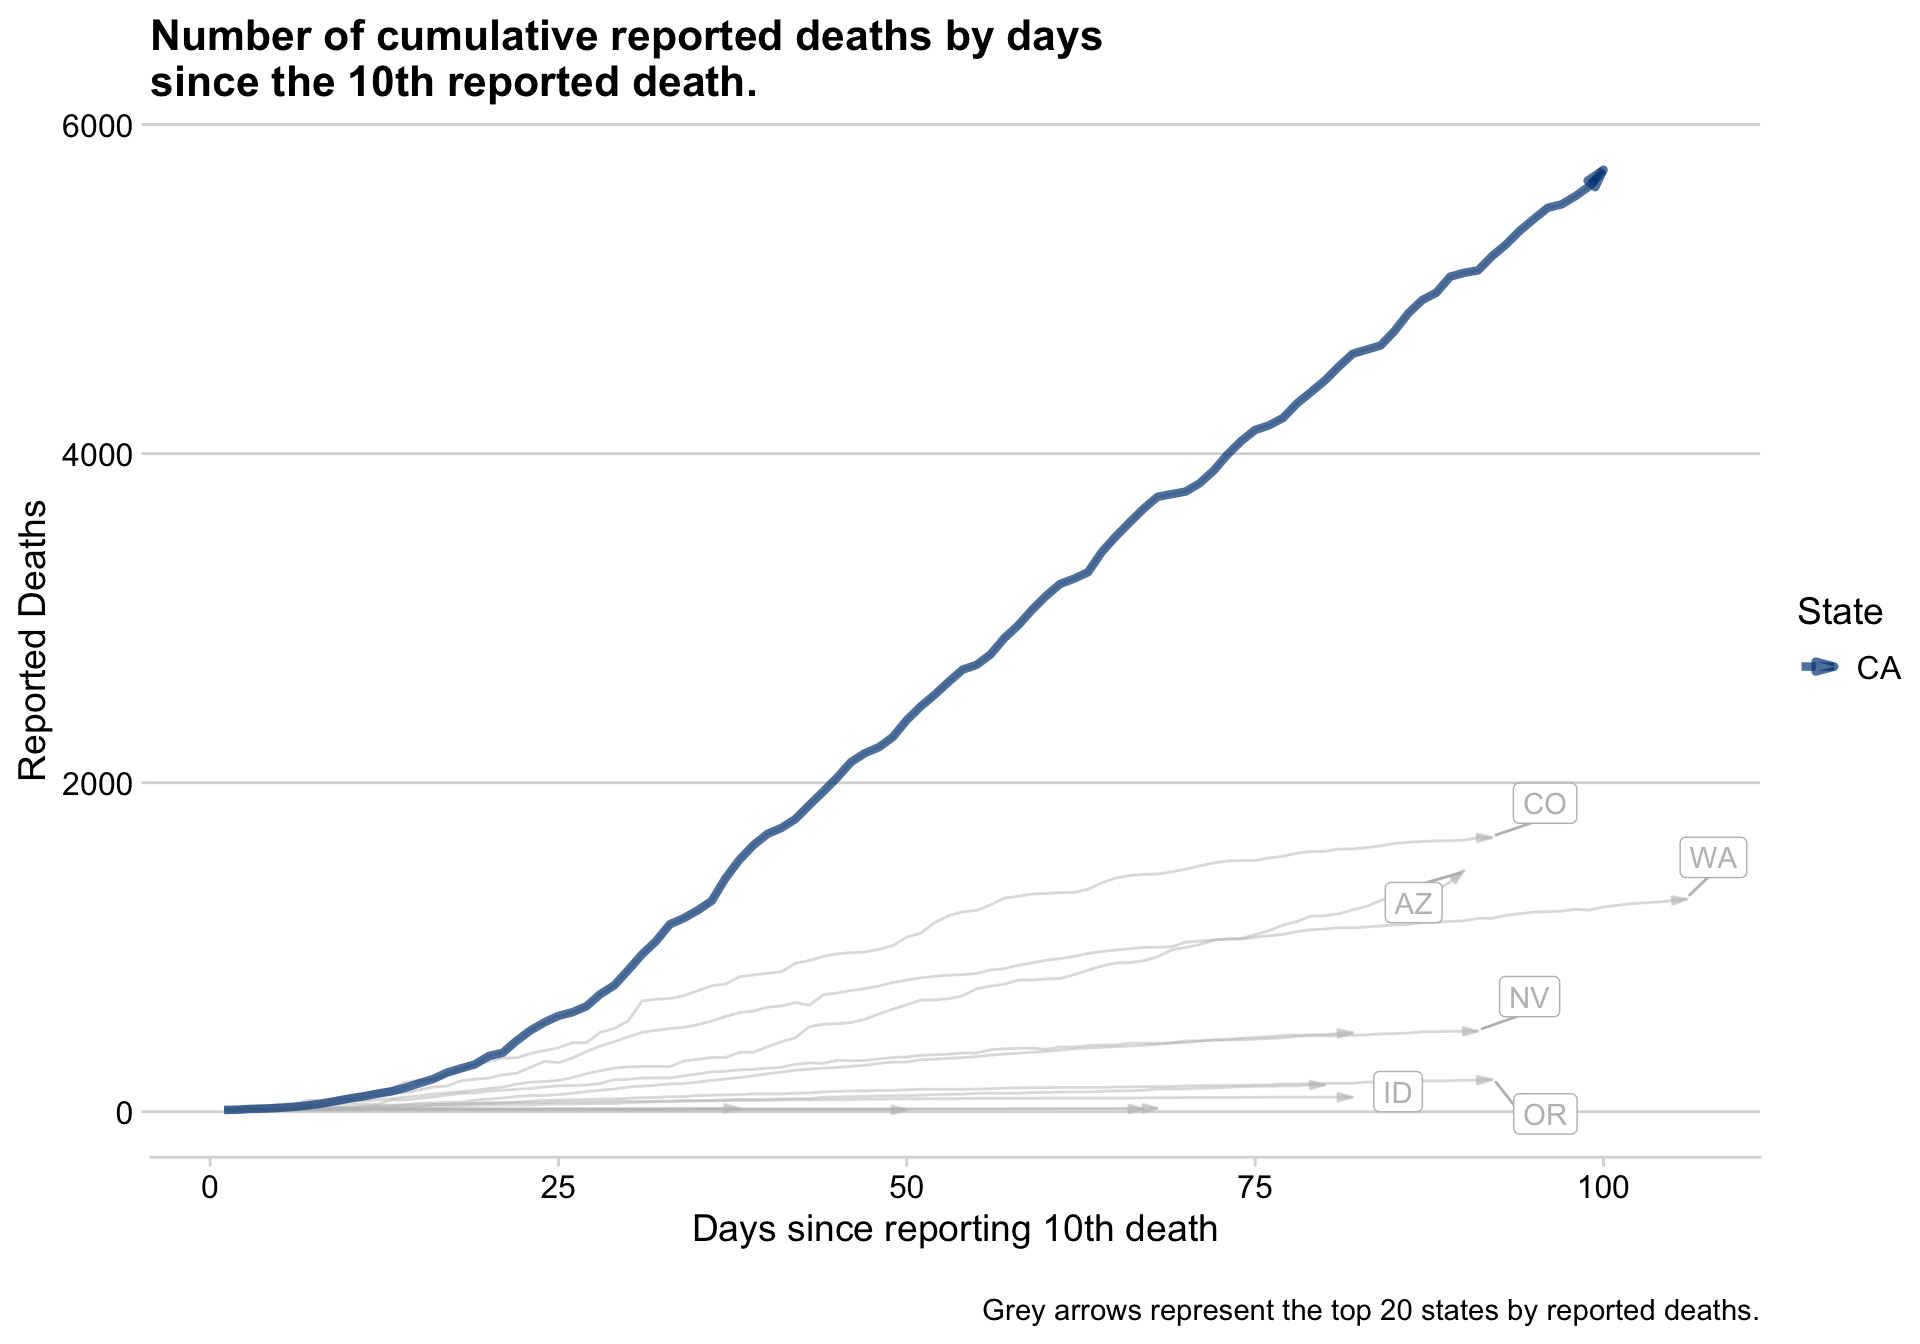 Number of cumulative reported deaths by days
since the 10th reported death.
6000
4000
2000
0
Reported Deaths
CO
WA
AZ
NV
ID
OR
State
CA
0 25 50 75 100
Days since reporting 10th death
Grey arrows represent the top 20 states by reported deaths.